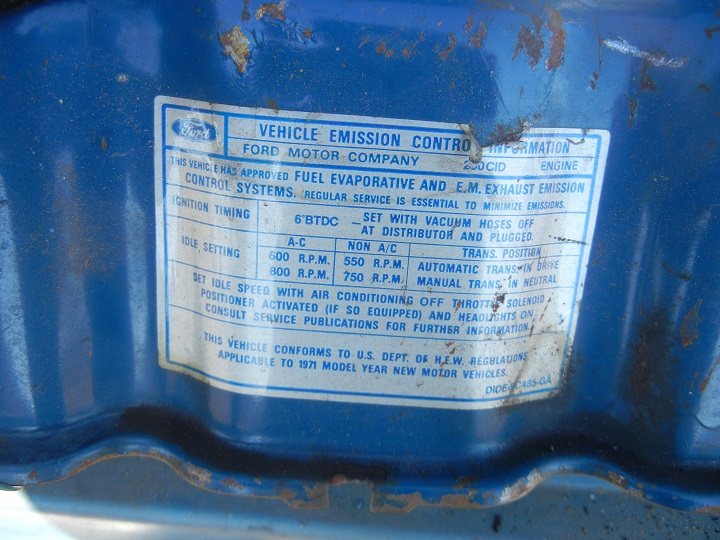 Ford
VEHICLE EMISSION CONTROL INFORMATION
FORD MOTOR COMPANY CID ENGINE
THIS VEHICLE HAS APPROVED FUEL EVAPORATIVE AND E.M. EXHAUST EMISSION
CONTROL SYSTEMS. REGULAR SERVICE IS ESSENTIAL TO MINIMIZE EMISSIONS.
IGNITION TIMING 6°BTDC —SET WITH VACUUM HOSES OFF
AT DISTRIBUTOR AND PLUGGED.
IDLE, SETTING A-C NON A/C TRANS. POSITION
600 R.P.M. 550 R.P.M. AUTOMATIC TRANS. IN DRIVE
800 R.P.M. 750 R.P.M. MANUAL TRANS. IN NEUTRAL
SET IDLE SPEED WITH AIR CONDITIONING OFF THROTTLE SOLENOID
POSITIONER ACTIVATED (IF SO EQUIPPED) AND HEADLIGHTS ON.
CONSULT SERVICE PUBLICATIONS FOR FURTHER INFORMATION.
THIS VEHICLE CONFORMS TO U.S. DEPT. OF H.E.W. REGULATIONS
APPLICABLE TO 1971 MODEL YEAR NEW MOTOR VEHICLES.